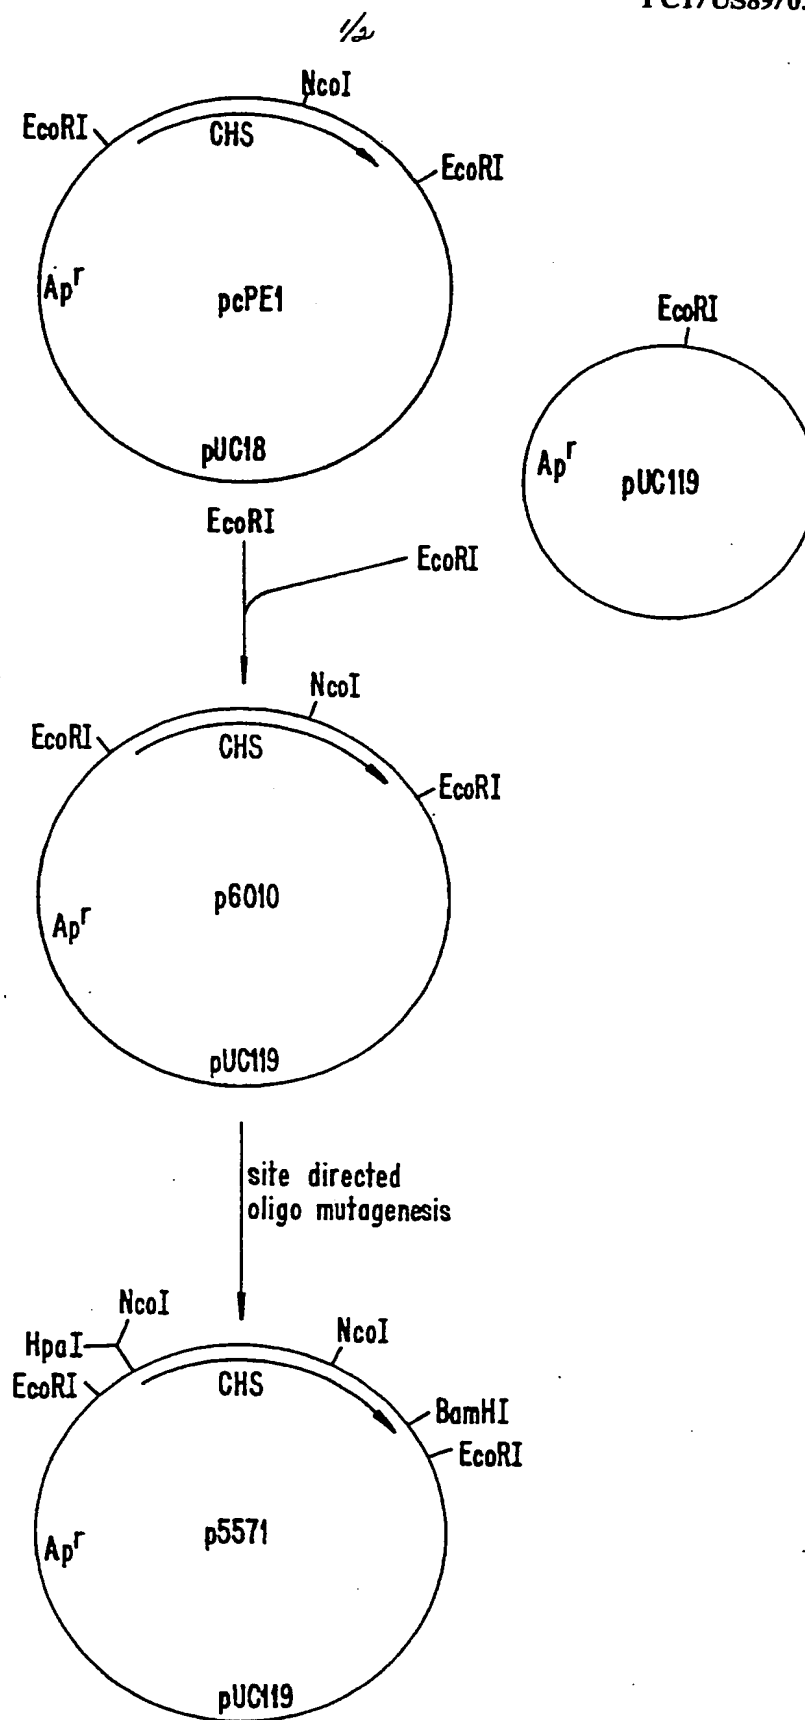 1/2
NcoI
EcoRI
CHS
EcoRI
Apr
pcPE1
pUC18
EcoRI
Apr
pUC119
EcoRI
EcoRI
NcoI
EcoRI
CHS
EcoRI
Apr
p6010
pUC119
site directed
oligo mutagenesis
NcoI
HpaI
EcoRI
NcoI
CHS
BamHI
EcoRI
Apr
p5571
pUC119